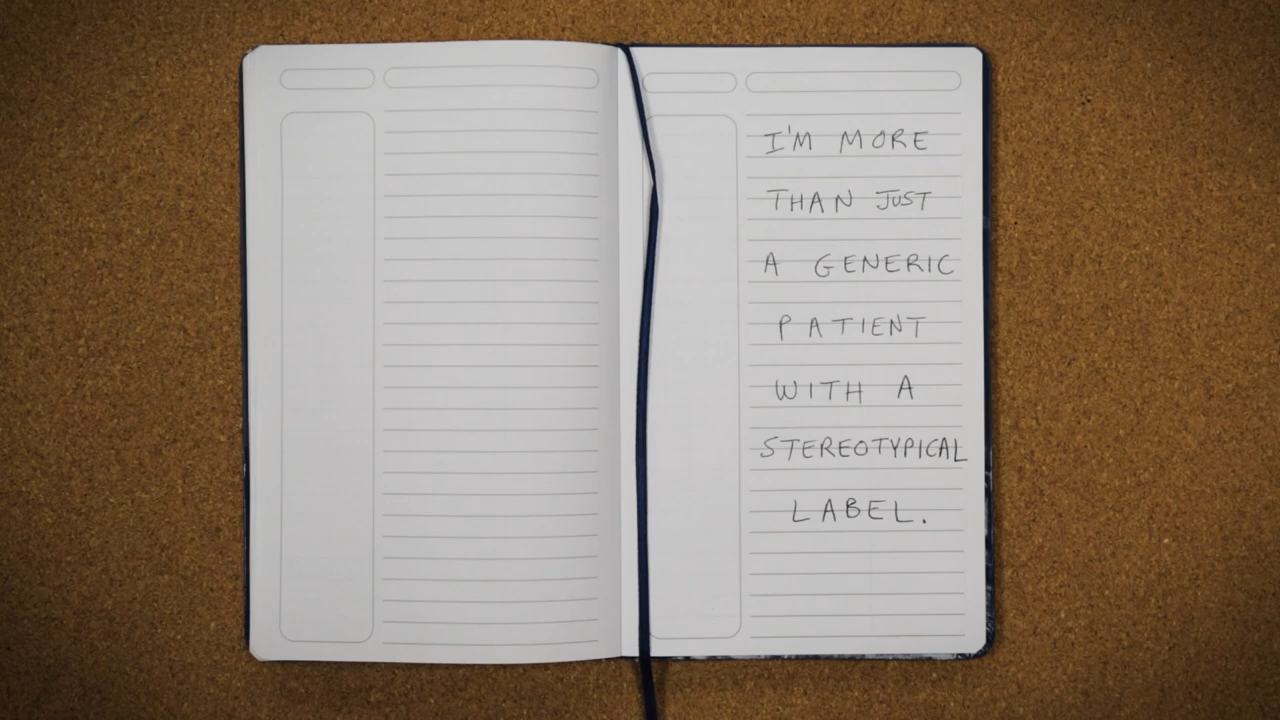 I'M MORE
THAN JUST
A GENERIC
PATIENT
WITH A
STEREOTYPICAL
LABEL.